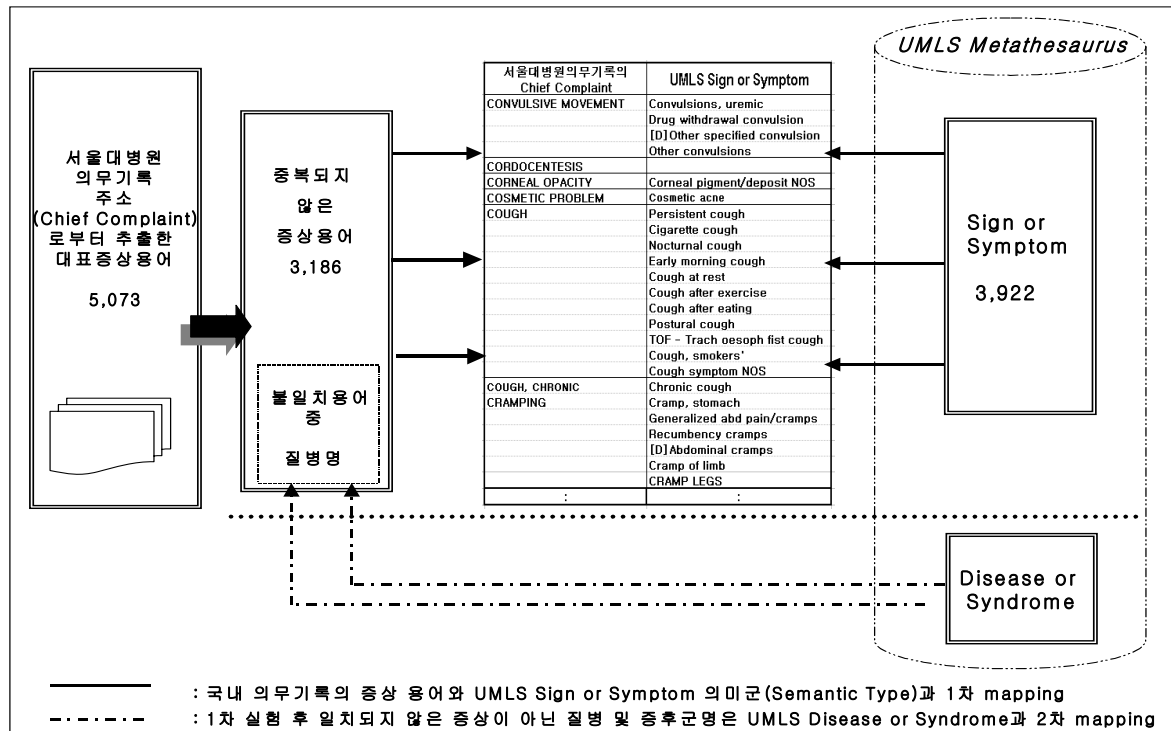 UMLS Metathesaurus
서울대병원
의무기록
주소
(Chief Complaint)
로부터 추출한
대표증상용어
5,073
중복되지
않은
증상용어
3,186
불일치용어
중
질병명
서울대병원의무기록의 Chief Complaint UMLS Sign or Symptom
CONVULSIVE MOVEMENT Convulsions, uremic
Drug withdrawal convulsion
[D]Other specified convulsion
Other convulsions
CORDOCENTESIS
CORNEAL OPACITY Corneal pigment/deposit NOS
COSMETIC PROBLEM Cosmetic acne
COUGH Persistent cough
Cigarette cough
Nocturnal cough
Early morning cough
Cough at rest
Cough after exercise
Cough after eating
Postural cough
TOF - Trach oesoph fist cough
Cough, smokers'
Cough symptom NOS
COUGH, CHRONIC Chronic cough
CRAMPING Cramp, stomach
Generalized abd pain/cramps
Recumbency cramps
[D]Abdominal cramps
Cramp of limb
CRAMP LEGS
: :
Sign or
Symptom
3,922
Disease or
Syndrome
: 국내 의무기록의 증상 용어와 UMLS Sign or Symptom 의미군(Semantic Type)과 1차 mapping
: 1차 실험 후 일치되지 않은 증상이 아닌 질병 및 증후군명은 UMLS Disease or Syndrome과 2차 mapping